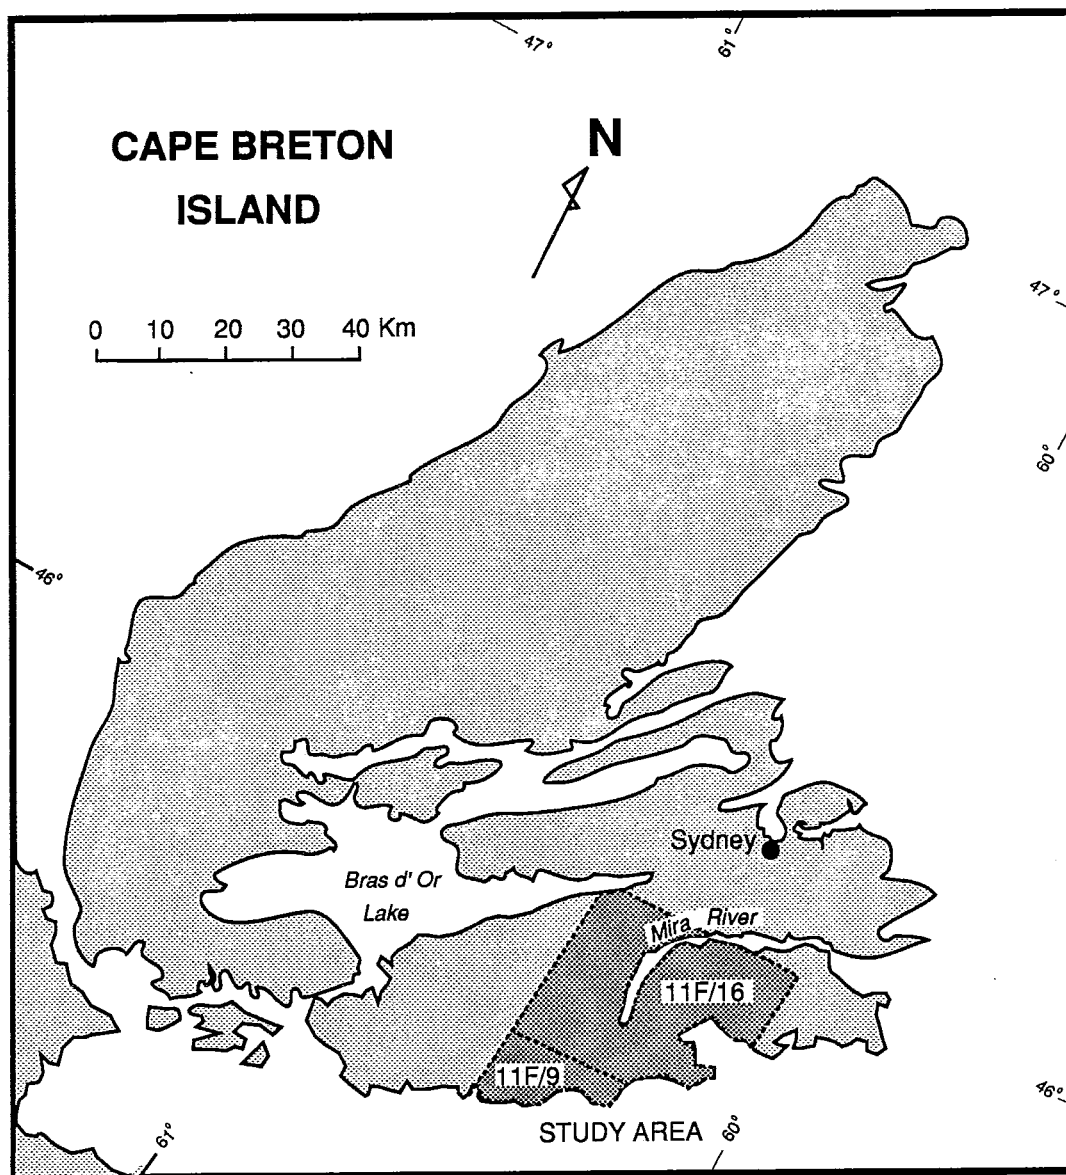 47°
61°
CAPE BRETON
ISLAND
N
0 10 20 30 40 Km
47°
60°
46°
Sydney
Bras d' Or
Lake
Mira River
11F/16
11F/9
46°
STUDY AREA
61°
60°